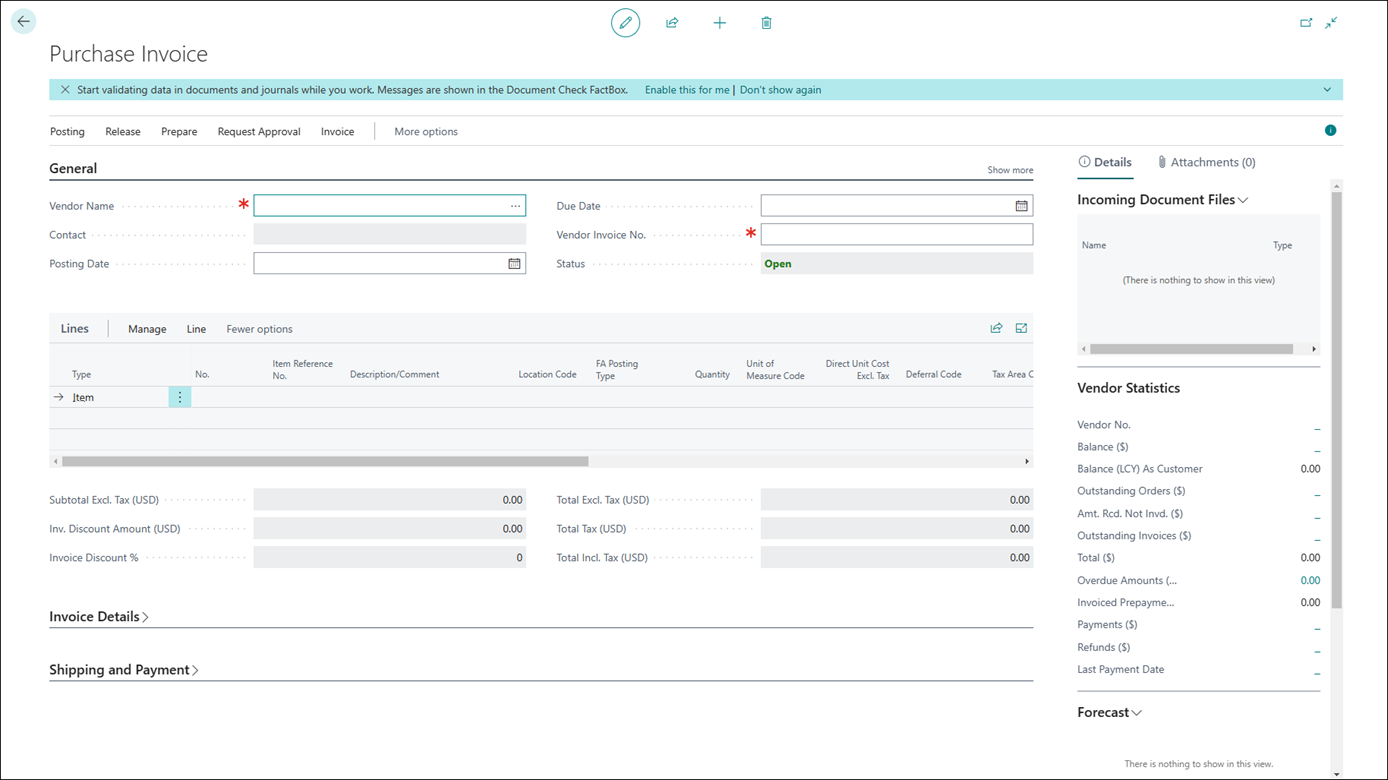 Purchase Invoice
Start validating data in documents and journals while you work. Messages are shown in the Document Check FactBox. Enable this for me | Don't show again
Posting Release Prepare Request Approval Invoice | More options
General Show more
Vendor Name * ...
Contact
Posting Date
Due Date
Vendor Invoice No. *
Status Open
Lines Manage Line Fewer options
Type No. Item Reference No. Description/Comment Location Code FA Posting Type Quantity Unit of Measure Code Direct Unit Cost Excl. Tax Deferral Code Tax Area C
Item
Subtotal Excl. Tax (USD) 0.00
Inv. Discount Amount (USD) 0.00
Invoice Discount % 0
Total Excl. Tax (USD) 0.00
Total Tax (USD) 0.00
Total Incl. Tax (USD) 0.00
Invoice Details
Shipping and Payment
Details Attachments (0)
Incoming Document Files
Name Type
(There is nothing to show in this view)
Vendor Statistics
Vendor No. _
Balance ($) _
Balance (LCY) As Customer 0.00
Outstanding Orders ($) _
Amt. Rcd. Not Invd. ($) _
Outstanding Invoices ($) _
Total ($) 0.00
Overdue Amounts (... 0.00
Invoiced Prepayme... 0.00
Payments ($) _
Refunds ($) _
Last Payment Date _
Forecast
There is nothing to show in this view.